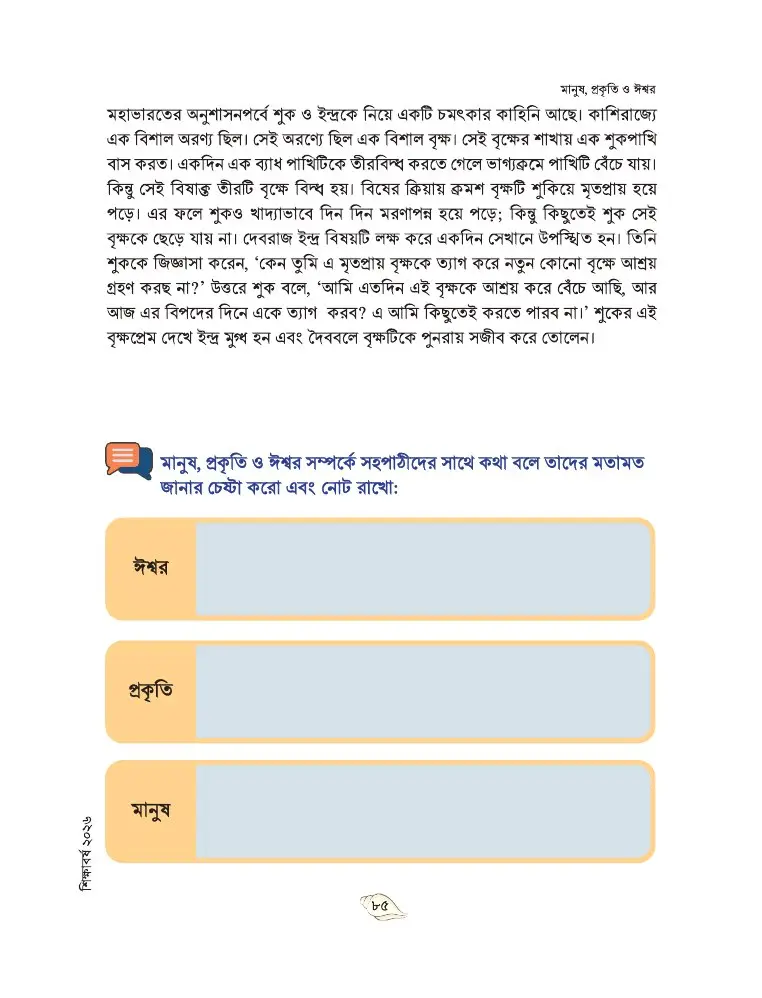 মানুষ, প্রকৃতি ও ঈশ্বর
মহাভারতের অনুশাসনপর্বে শুক ও ইন্দ্রকে নিয়ে একটি চমৎকার কাহিনি আছে। কাশিরাজ্যে
এক বিশাল অরণ্য ছিল। সেই অরণ্যে ছিল এক বিশাল বৃক্ষ। সেই বৃক্ষের শাখায় এক শুকপাখি
বাস করত। একদিন এক ব্যাধ পাখিটিকে তীরবিদ্ধ করতে গেলে ভাগ্যক্রমে পাখিটি বেঁচে যায়।
কিন্তু সেই বিষাক্ত তীরটি বৃক্ষে বিদ্ধ হয়। বিষের ক্রিয়ায় ক্রমশ বৃক্ষটি শুকিয়ে মৃতপ্রায় হয়ে
পড়ে। এর ফলে শুকও খাদ্যাভাবে দিন দিন মরণাপন্ন হয়ে পড়ে; কিন্তু কিছুতেই শুক সেই
বৃক্ষকে ছেড়ে যায় না। দেবরাজ ইন্দ্র বিষয়টি লক্ষ করে একদিন সেখানে উপস্থিত হন। তিনি
শুককে জিজ্ঞাসা করেন, ‘কেন তুমি এ মৃতপ্রায় বৃক্ষকে ত্যাগ করে নতুন কোনো বৃক্ষে আশ্রয়
গ্রহণ করছ না?’ উত্তরে শুক বলে, ‘আমি এতদিন এই বৃক্ষকে আশ্রয় করে বেঁচে আছি, আর
আজ এর বিপদের দিনে একে ত্যাগ করব? এ আমি কিছুতেই করতে পারব না।’ শুকের এই
বৃক্ষপ্রেম দেখে ইন্দ্র মুগ্ধ হন এবং দৈববলে বৃক্ষটিকে পুনরায় সজীব করে তোলেন।
মানুষ, প্রকৃতি ও ঈশ্বর সম্পর্কে সহপাঠীদের সাথে কথা বলে তাদের মতামত
জানার চেষ্টা করো এবং নোট রাখো:
ঈশ্বর
প্রকৃতি
মানুষ
শিক্ষাবর্ষ ২০২৬
৮৫